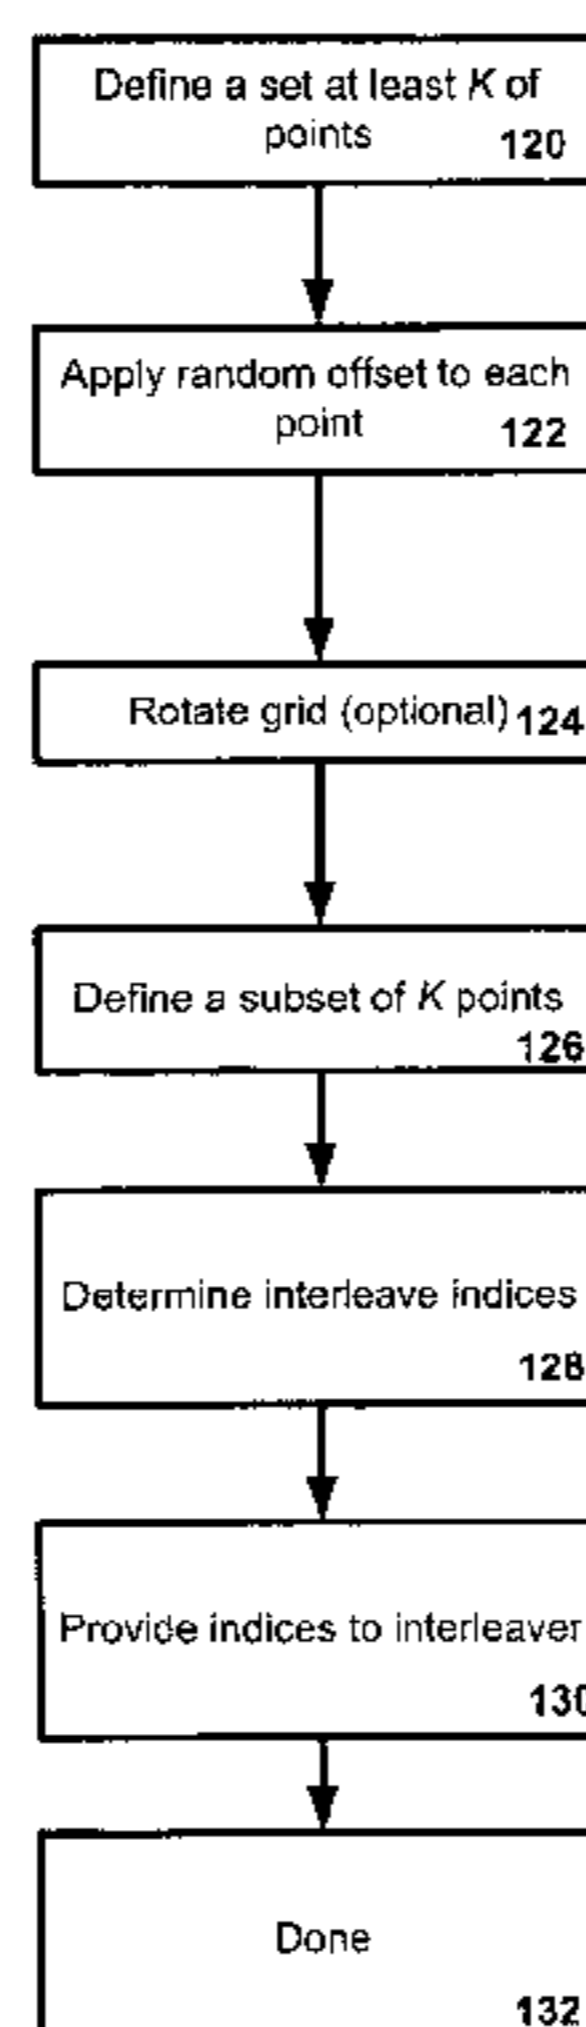 Define a set at least K of
points 120
Apply random offset to each
point 122
Rotate grid (optional) 124
Define a subset of K points
126
Determine interleave indices
128
Provide indices to interleaver
130
Done
132